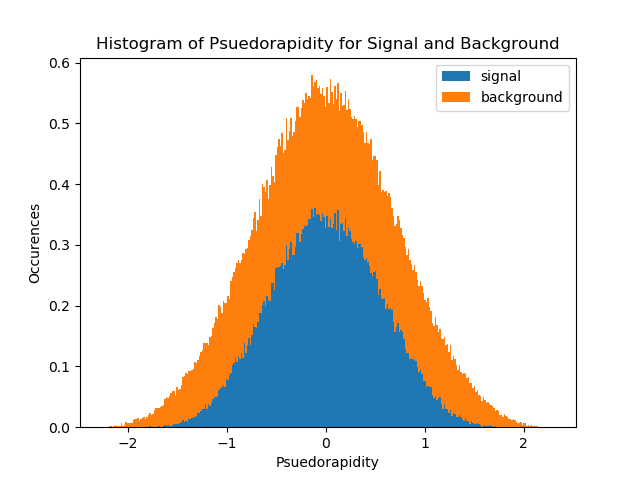 Histogram of Psuedorapidity for Signal and Background
signal
background
0.6
0.5
0.4
0.3
0.2
0.1
0.0
Occurences
−2
−1
0
1
2
Psuedorapidity